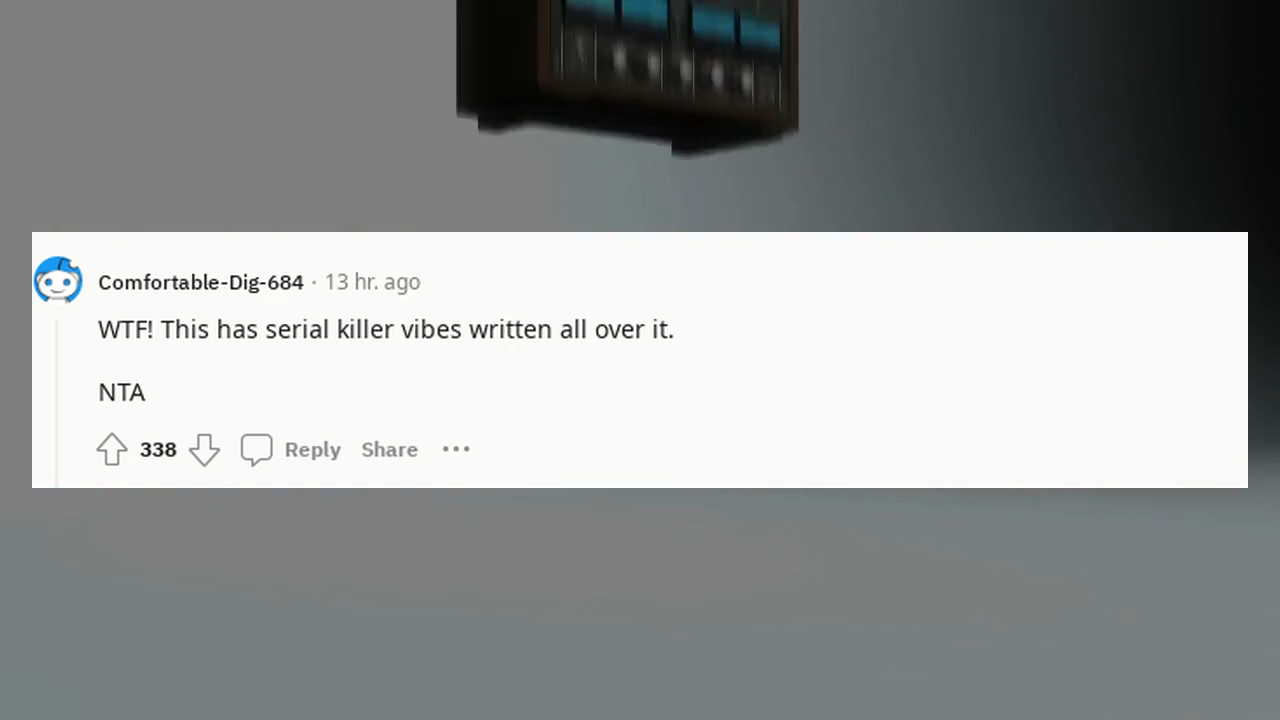 Comfortable-Dig-684 · 13 hr. ago
WTF! This has serial killer vibes written all over it.
NTA
338 Reply Share ···